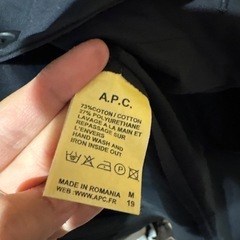 A.P.C.
73%COTON / COTTON
27% POLYURETHANE
LAVAGE A LA MAIN ET
REPASSAGE SUR
L'ENVERS
HAND WASH AND
IRON INSIDE OUT
MADE IN ROMANIA M
WEB : WWW.APC.FR 19